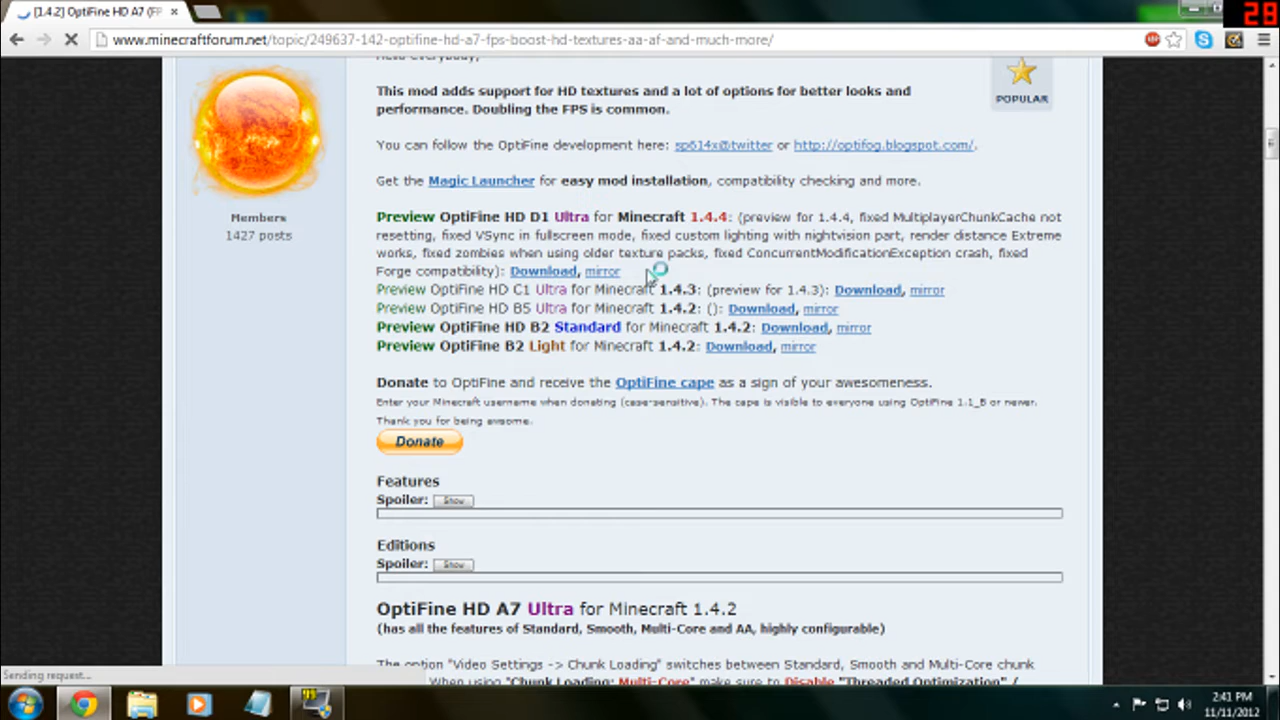 [1.4.2] OptiFine HD A7 (FP
28
www.minecraftforum.net/topic/249637-142-optifine-hd-a7-fps-boost-hd-textures-aa-af-and-much-more/
Hello everybody,
This mod adds support for HD textures and a lot of options for better looks and
performance. Doubling the FPS is common.
POPULAR
You can follow the OptiFine development here: sp614x@twitter or http://optifog.blogspot.com/.
Get the Magic Launcher for easy mod installation, compatibility checking and more.
Members
1427 posts
Preview OptiFine HD D1 Ultra for Minecraft 1.4.4: (preview for 1.4.4, fixed MultiplayerChunkCache not
resetting, fixed VSync in fullscreen mode, fixed custom lighting with nightvision part, render distance Extreme
works, fixed zombies when using older texture packs, fixed ConcurrentModificationException crash, fixed
Forge compatibility): Download, mirror
Preview OptiFine HD C1 Ultra for Minecraft 1.4.3: (preview for 1.4.3): Download, mirror
Preview OptiFine HD B5 Ultra for Minecraft 1.4.2: (): Download, mirror
Preview OptiFine HD B2 Standard for Minecraft 1.4.2: Download, mirror
Preview OptiFine B2 Light for Minecraft 1.4.2: Download, mirror
Donate to OptiFine and receive the OptiFine cape as a sign of your awesomeness.
Enter your Minecraft username when donating (case-sensitive). The cape is visible to everyone using OptiFine 1.1_B or newer.
Thank you for being awsome.
Donate
Features
Spoiler: Show
Editions
Spoiler: Show
OptiFine HD A7 Ultra for Minecraft 1.4.2
(has all the features of Standard, Smooth, Multi-Core and AA, highly configurable)
The option "Video Settings -> Chunk Loading" switches between Standard, Smooth and Multi-Core chunk
When using "Chunk Loading: Multi-Core" make sure to Disable "Threaded Optimization" /
Sending request...
2:41 PM
11/11/2012